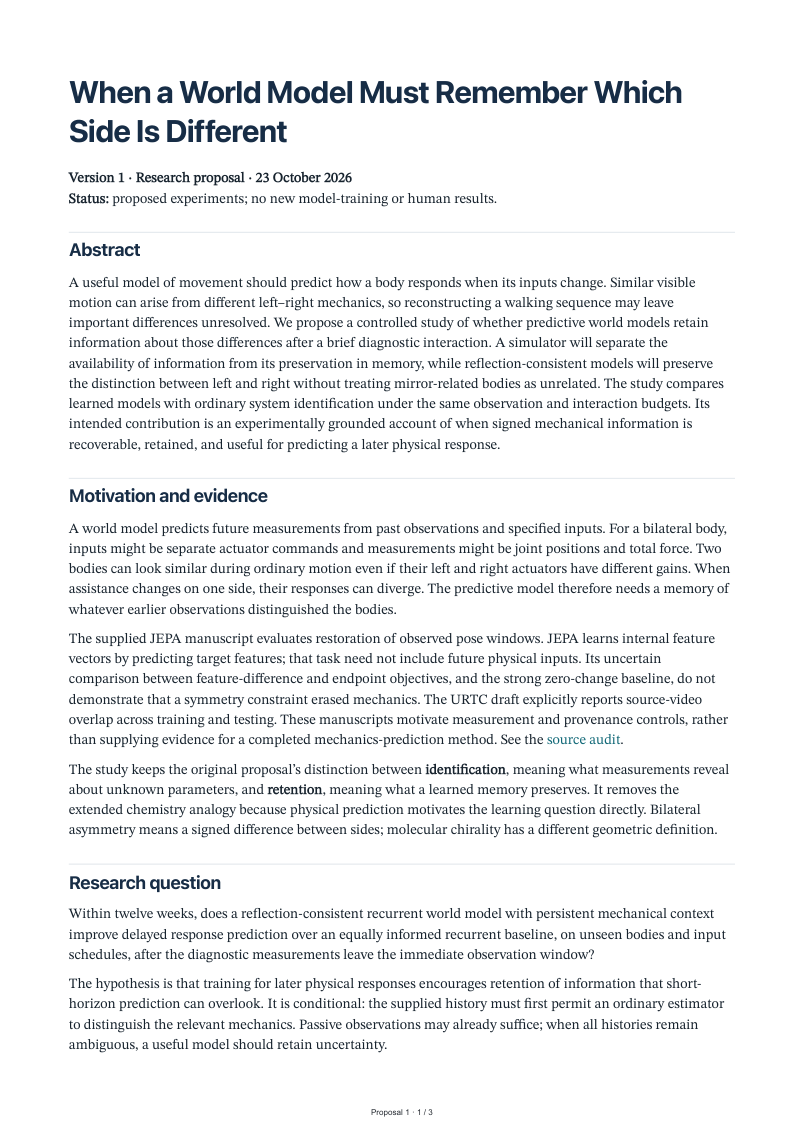 When a World Model Must Remember Which
Side Is Different
Version 1 · Research proposal · 23 October 2026
Status: proposed experiments; no new model-training or human results.
Abstract
A useful model of movement should predict how a body responds when its inputs change. Similar visible
motion can arise from different left–right mechanics, so reconstructing a walking sequence may leave
important differences unresolved. We propose a controlled study of whether predictive world models retain
information about those differences after a brief diagnostic interaction. A simulator will separate the
availability of information from its preservation in memory, while reflection-consistent models will preserve
the distinction between left and right without treating mirror-related bodies as unrelated. The study compares
learned models with ordinary system identification under the same observation and interaction budgets. Its
intended contribution is an experimentally grounded account of when signed mechanical information is
recoverable, retained, and useful for predicting a later physical response.
Motivation and evidence
A world model predicts future measurements from past observations and specified inputs. For a bilateral body,
inputs might be separate actuator commands and measurements might be joint positions and total force. Two
bodies can look similar during ordinary motion even if their left and right actuators have different gains. When
assistance changes on one side, their responses can diverge. The predictive model therefore needs a memory of
whatever earlier observations distinguished the bodies.
The supplied JEPA manuscript evaluates restoration of observed pose windows. JEPA learns internal feature
vectors by predicting target features; that task need not include future physical inputs. Its uncertain
comparison between feature-difference and endpoint objectives, and the strong zero-change baseline, do not
demonstrate that a symmetry constraint erased mechanics. The URTC draft explicitly reports source-video
overlap across training and testing. These manuscripts motivate measurement and provenance controls, rather
than supplying evidence for a completed mechanics-prediction method. See the source audit.
The study keeps the original proposal’s distinction between identification, meaning what measurements reveal
about unknown parameters, and retention, meaning what a learned memory preserves. It removes the
extended chemistry analogy because physical prediction motivates the learning question directly. Bilateral
asymmetry means a signed difference between sides; molecular chirality has a different geometric definition.
Research question
Within twelve weeks, does a reflection-consistent recurrent world model with persistent mechanical context
improve delayed response prediction over an equally informed recurrent baseline, on unseen bodies and input
schedules, after the diagnostic measurements leave the immediate observation window?
The hypothesis is that training for later physical responses encourages retention of information that short-
horizon prediction can overlook. It is conditional: the supplied history must first permit an ordinary estimator
to distinguish the relevant mechanics. Passive observations may already suffice; when all histories remain
ambiguous, a useful model should retain uncertainty.
Proposal 1 · 1 / 3